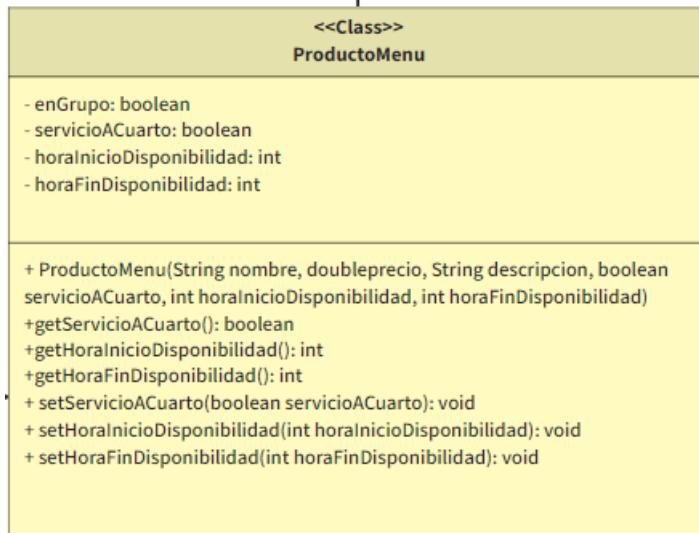 <<Class>>
ProductoMenu
- enGrupo: boolean
- servicioACuarto: boolean
- horaInicioDisponibilidad: int
- horaFinDisponibilidad: int
+ ProductoMenu(String nombre, doubleprecio, String descripcion, boolean
servicioACuarto, int horaInicioDisponibilidad, int horaFinDisponibilidad)
+getServicioACuarto(): boolean
+getHoraInicioDisponibilidad(): int
+getHoraFinDisponibilidad(): int
+ setServicioACuarto(boolean servicioACuarto): void
+ setHoraInicioDisponibilidad(int horaInicioDisponibilidad): void
+ setHoraFinDisponibilidad(int horaFinDisponibilidad): void